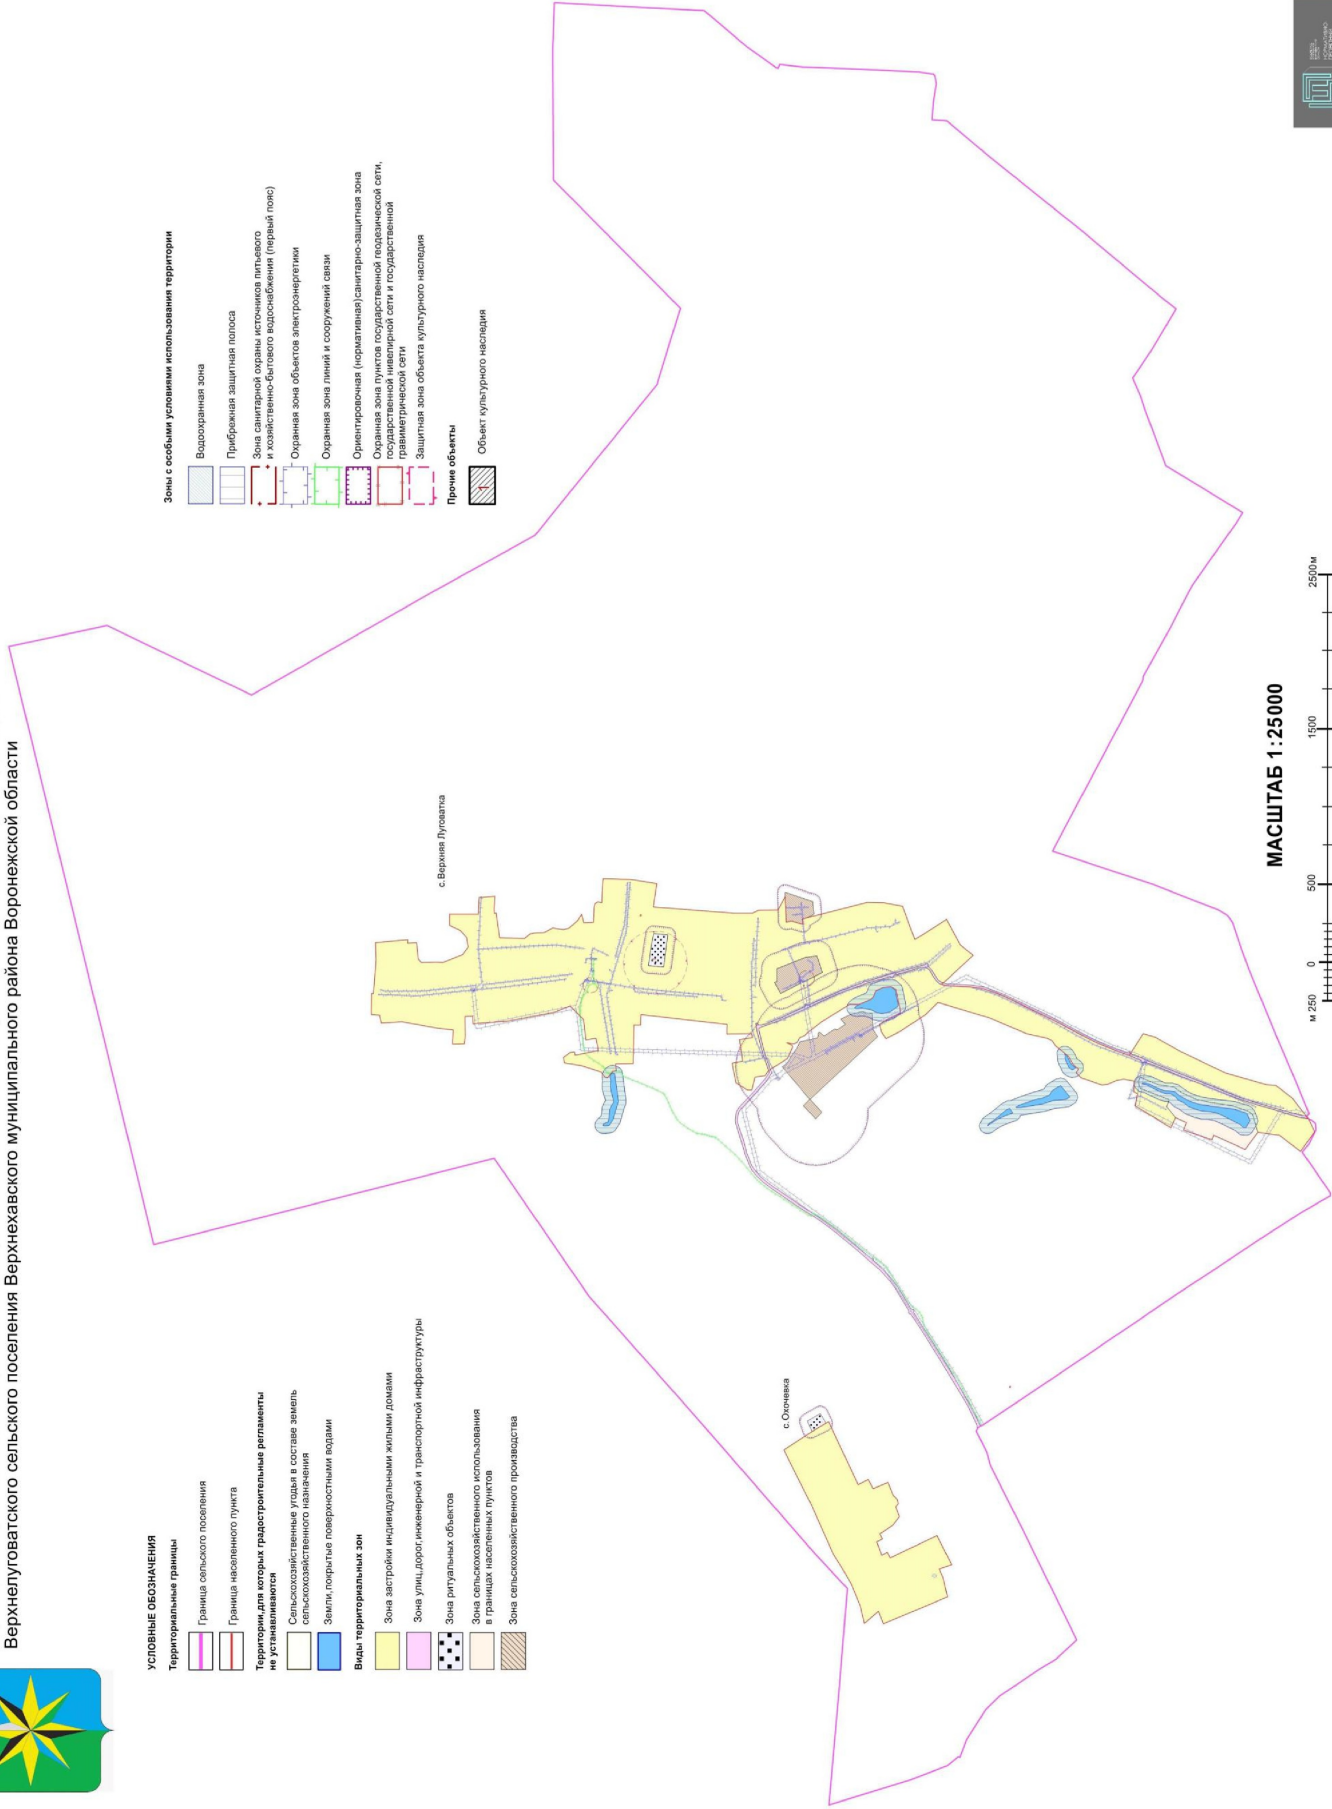 Верхнелуговатского сельского поселения Верхнехавского муниципального района Воронежской области
УСЛОВНЫЕ ОБОЗНАЧЕНИЯ
Территориальные границы
Граница сельского поселения
Граница населенного пункта
Территории,для которых градостроительные регламенты
не устанавливаются
Сельскохозяйственные угодья в составе земель
сельскохозяйственного назначения
Земли,покрытые поверхностными водами
Виды территориальных зон
Зона застройки индивидуальными жилыми домами
Зона улиц,дорог,инженерной и транспортной инфраструктуры
Зона ритуальных объектов
Зона сельскохозяйственного использования
в границах населенных пунктов
Зона сельскохозяйственного производства
Зоны с особыми условиями использования территории
Водоохранная зона
Прибрежная защитная полоса
Зона санитарной охраны источников питьевого
и хозяйственно-бытового водоснабжения (первый пояс)
Охранная зона объектов электроэнергетики
Охранная зона линий и сооружений связи
Ориентировочная (нормативная)санитарно-защитная зона
Охранная зона пунктов государственной геодезической сети,
государственной нивелирной сети и государственной
гравиметрической сети
Защитная зона объекта культурного наследия
Прочие объекты
1
Объект культурного наследия
с.Верхняя Луговатка
с.Охочевка
МАСШТАБ 1:25000
м 250 0 500 1500 2500м